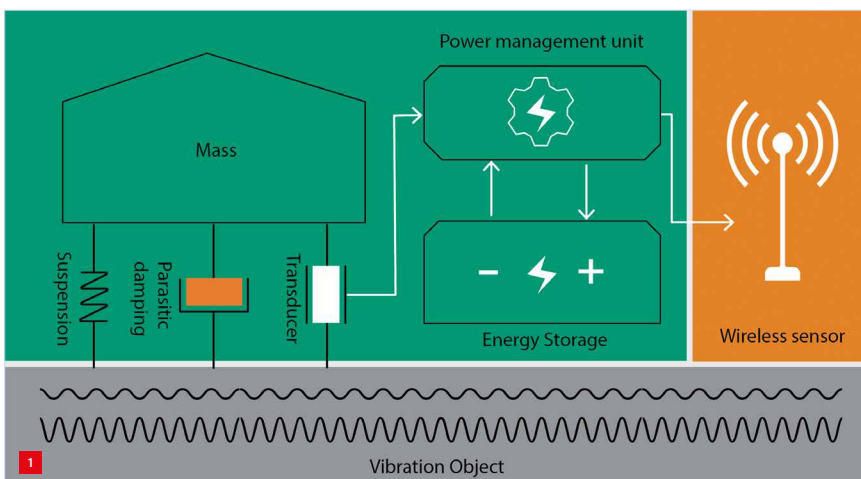 Power management unit
Mass
Suspension
Parasitic
damping
Transducer
- +
Energy Storage
Wireless sensor
1
Vibration Object